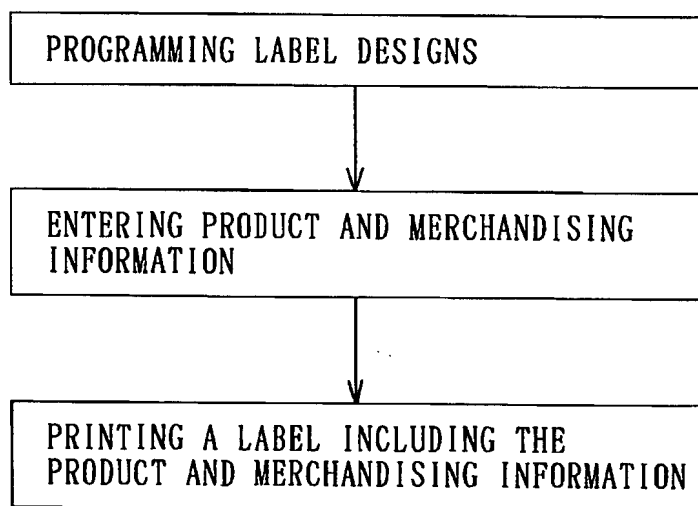 PROGRAMMING LABEL DESIGNS
ENTERING PRODUCT AND MERCHANDISING
INFORMATION
PRINTING A LABEL INCLUDING THE
PRODUCT AND MERCHANDISING INFORMATION